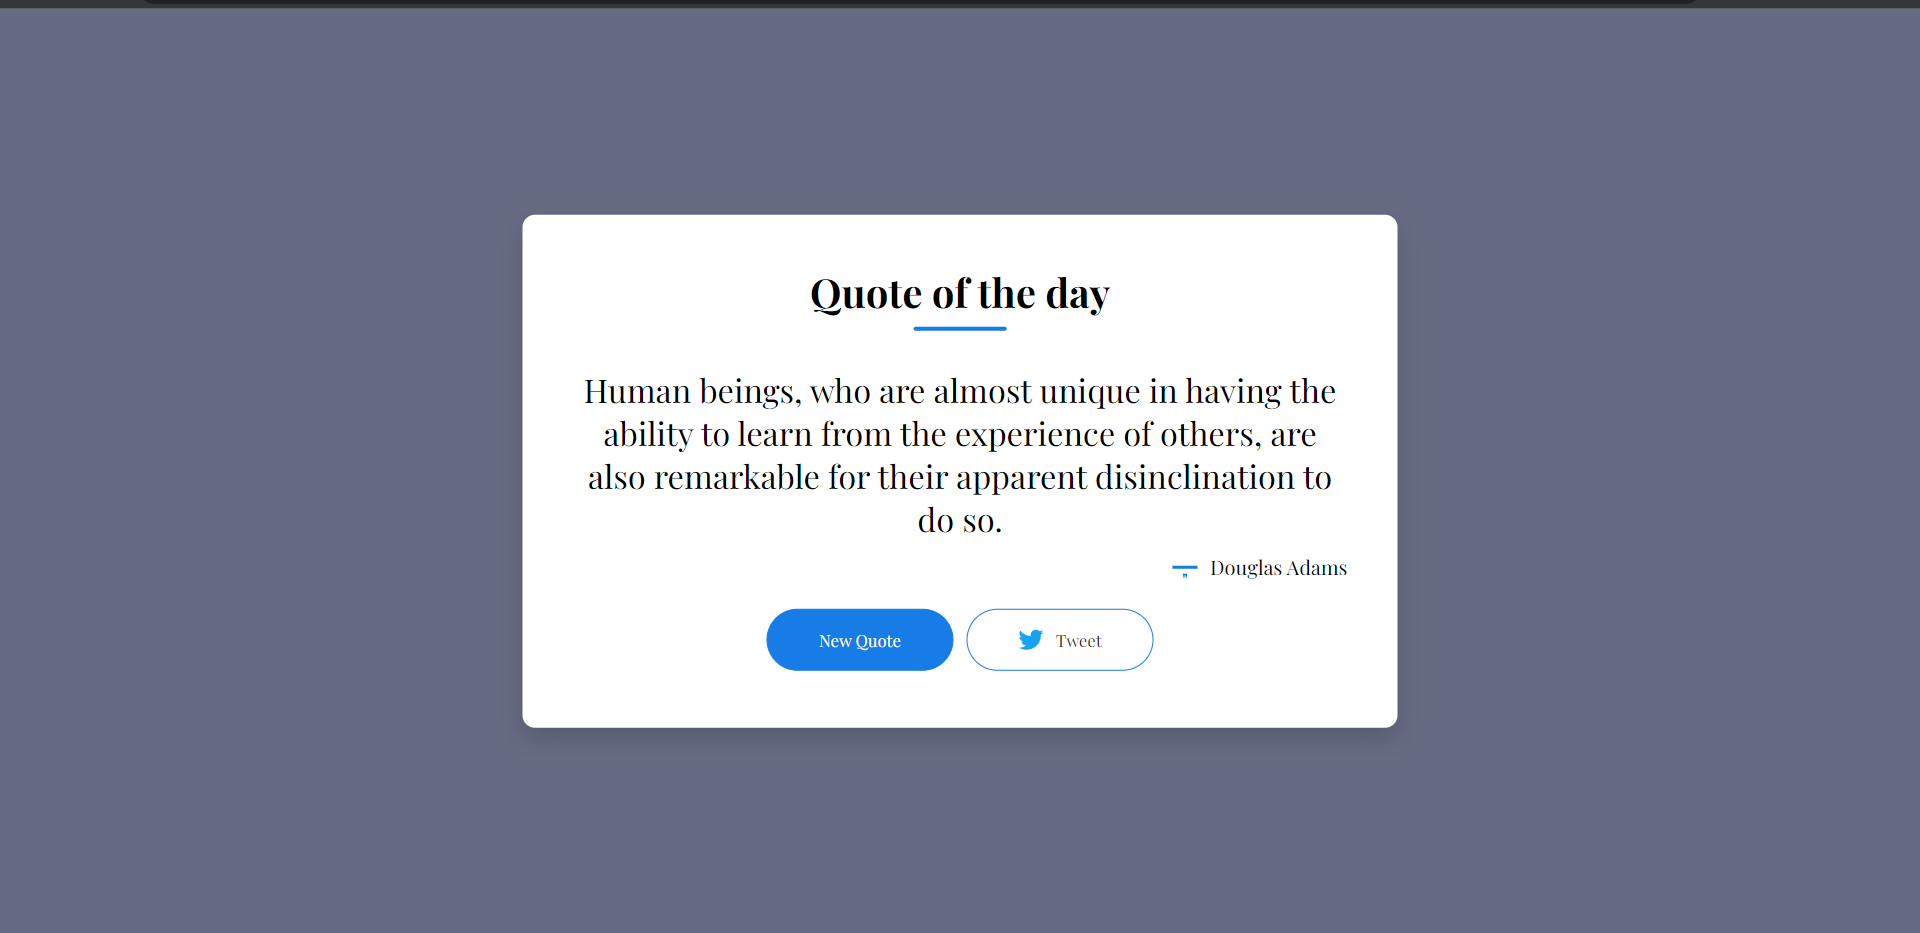 Quote of the day
Human beings, who are almost unique in having the
ability to learn from the experience of others, are
also remarkable for their apparent disinclination to
do so.
" Douglas Adams
New Quote
Tweet